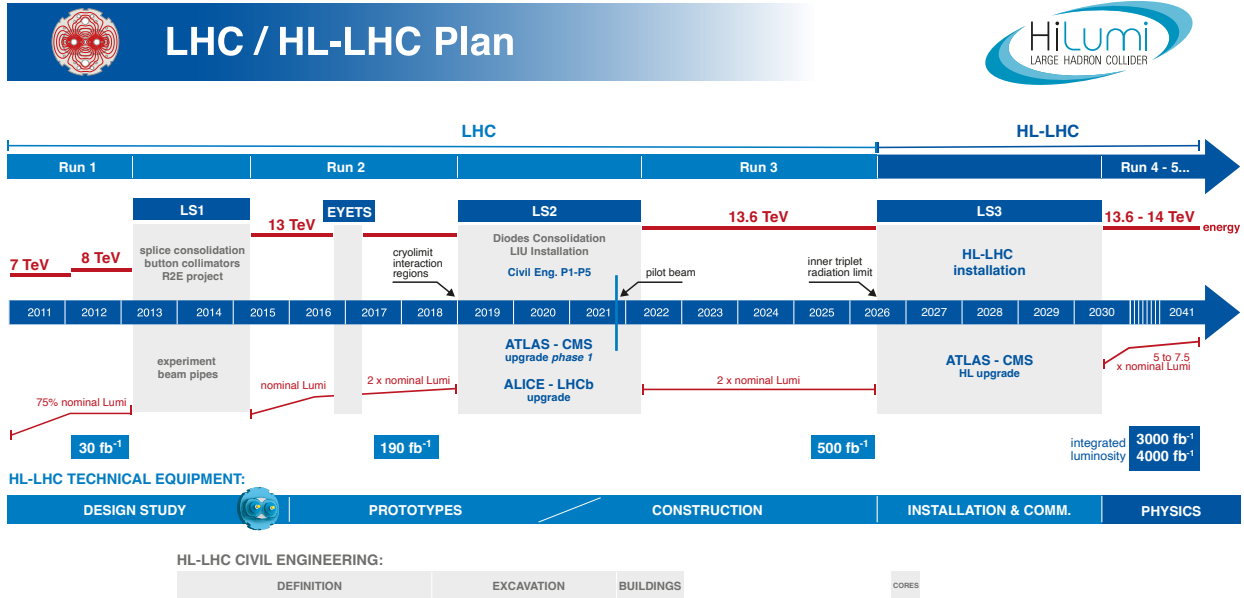 LHC / HL-LHC Plan
HiLumi
LARGE HADRON COLLIDER
LHC
HL-LHC
Run 1
Run 2
Run 3
Run 4 - 5...
LS1
EYETS
LS2
LS3
13 TeV
13.6 TeV
13.6 - 14 TeV
energy
7 TeV
8 TeV
splice consolidation
button collimators
R2E project
cryolimit
interaction
regions
Diodes Consolidation
LIU Installation
Civil Eng. P1-P5
pilot beam
inner triplet
radiation limit
HL-LHC
installation
2011 2012 2013 2014 2015 2016 2017 2018 2019 2020 2021 2022 2023 2024 2025 2026 2027 2028 2029 2030 2041
experiment
beam pipes
ATLAS - CMS
upgrade phase 1
ALICE - LHCb
upgrade
ATLAS - CMS
HL upgrade
5 to 7.5
x nominal Lumi
75% nominal Lumi
nominal Lumi
2 x nominal Lumi
2 x nominal Lumi
30 fb⁻¹
190 fb⁻¹
500 fb⁻¹
integrated
luminosity
3000 fb⁻¹
4000 fb⁻¹
HL-LHC TECHNICAL EQUIPMENT:
DESIGN STUDY
PROTOTYPES
CONSTRUCTION
INSTALLATION & COMM.
PHYSICS
HL-LHC CIVIL ENGINEERING:
DEFINITION
EXCAVATION
BUILDINGS
CORES